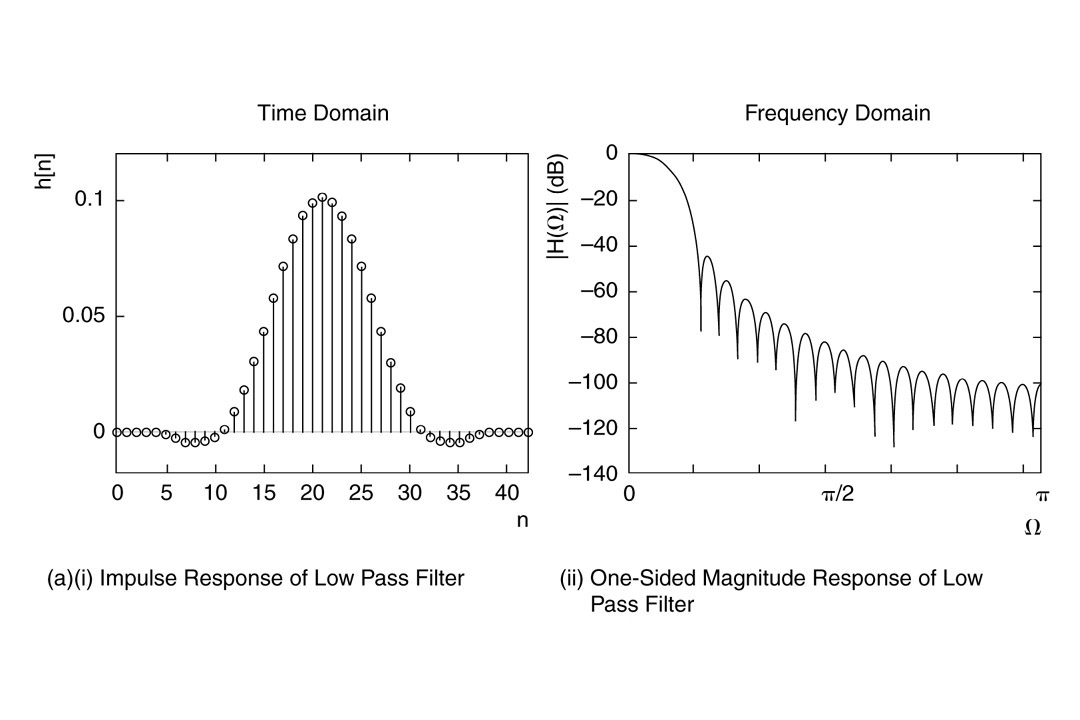 Time Domain
h[n]
0.1
0.05
0
0 5 10 15 20 25 30 35 40
n
(a)(i) Impulse Response of Low Pass Filter
Frequency Domain
|H(Ω)| (dB)
0
–20
–40
–60
–80
–100
–120
–140
0 π/2 π
Ω
(ii) One-Sided Magnitude Response of Low
Pass Filter